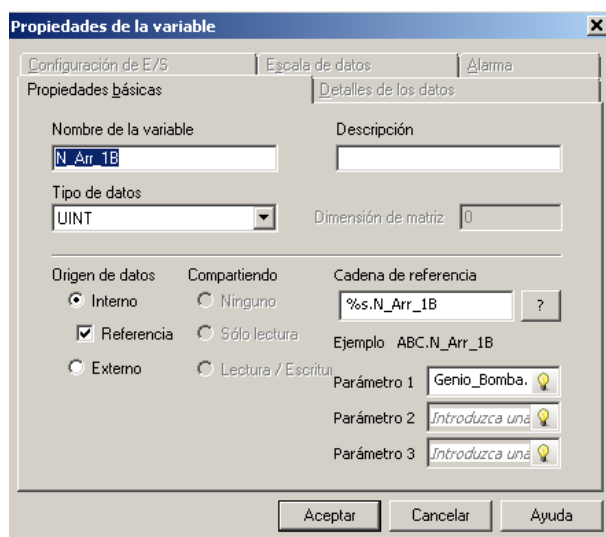 Propiedades de la variable
Configuración de E/S Escala de datos Alarma
Propiedades básicas Detalles de los datos
Nombre de la variable Descripción
N_Arr_1B
Tipo de datos
UINT Dimensión de matriz 0
Origen de datos Compartiendo Cadena de referencia
Interno Ninguno %s.N_Arr_1B ?
Referencia Sólo lectura Ejemplo ABC.N_Arr_1B
Externo Lectura / Escritur
Parámetro 1 Genio_Bomba.
Parámetro 2 Introduzca una
Parámetro 3 Introduzca una
Aceptar Cancelar Ayuda